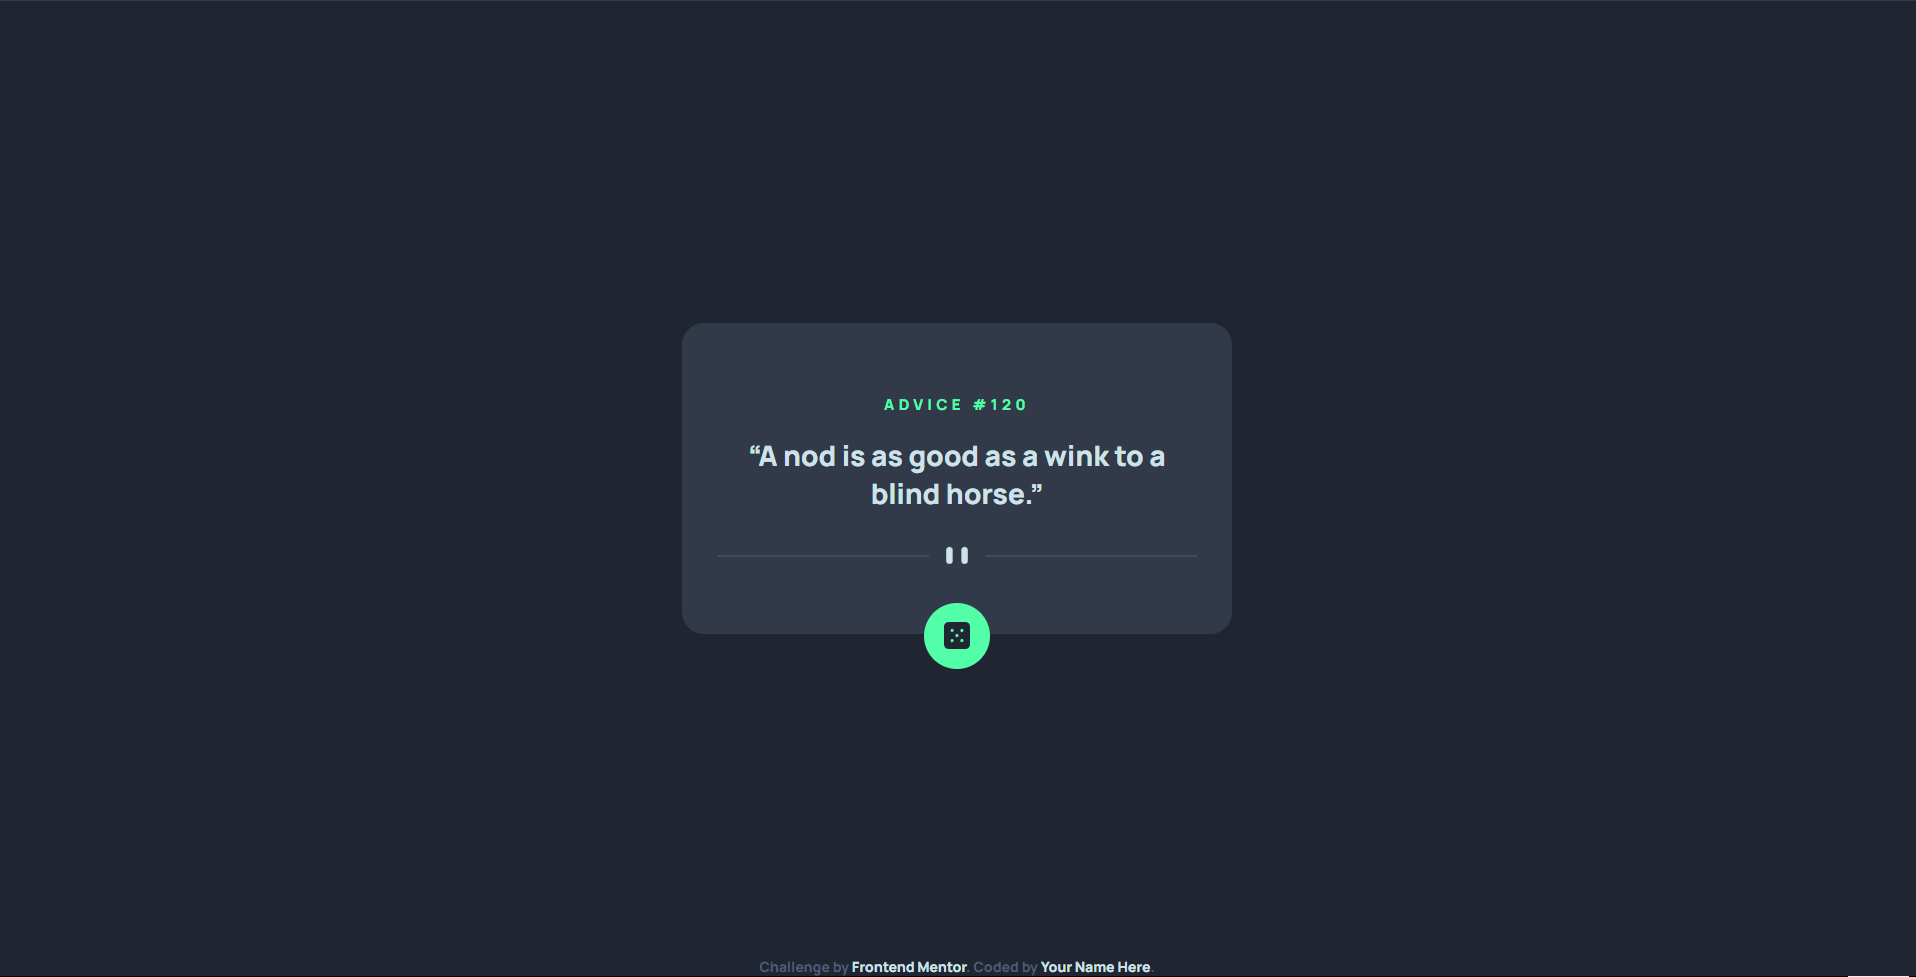 ADVICE #120
“A nod is as good as a wink to a
blind horse.”
Challenge by Frontend Mentor. Coded by Your Name Here.